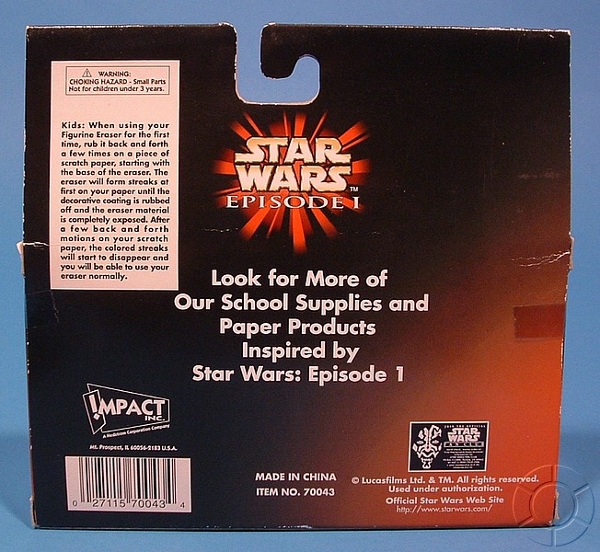 WARNING:
CHOKING HAZARD - Small Parts
Not for children under 3 years.
Kids: When using your
Figurine Eraser for the first
time, rub it back and forth
a few times on a piece of
scratch paper, starting with
the base of the eraser. The
eraser will form streaks at
first on your paper until the
decorative coating is rubbed
off and the eraser material
is completely exposed. After
a few back and forth
motions on your scratch
paper, the colored streaks
will start to disappear and
you will be able to use your
eraser normally.
STAR
WARS™
EPISODE I
Look for More of
Our School Supplies and
Paper Products
Inspired by
Star Wars: Episode 1
IMPACT
INC.
A Hedstrom Corporation Company
Mt. Prospect, IL 60056-2183 U.S.A.
0 27115 70043 4
MADE IN CHINA
ITEM NO. 70043
STAR
WARS
FAN CLUB
© Lucasfilms Ltd. & TM. All rights reserved.
Used under authorization.
Official Star Wars Web Site
http://www.starwars.com/